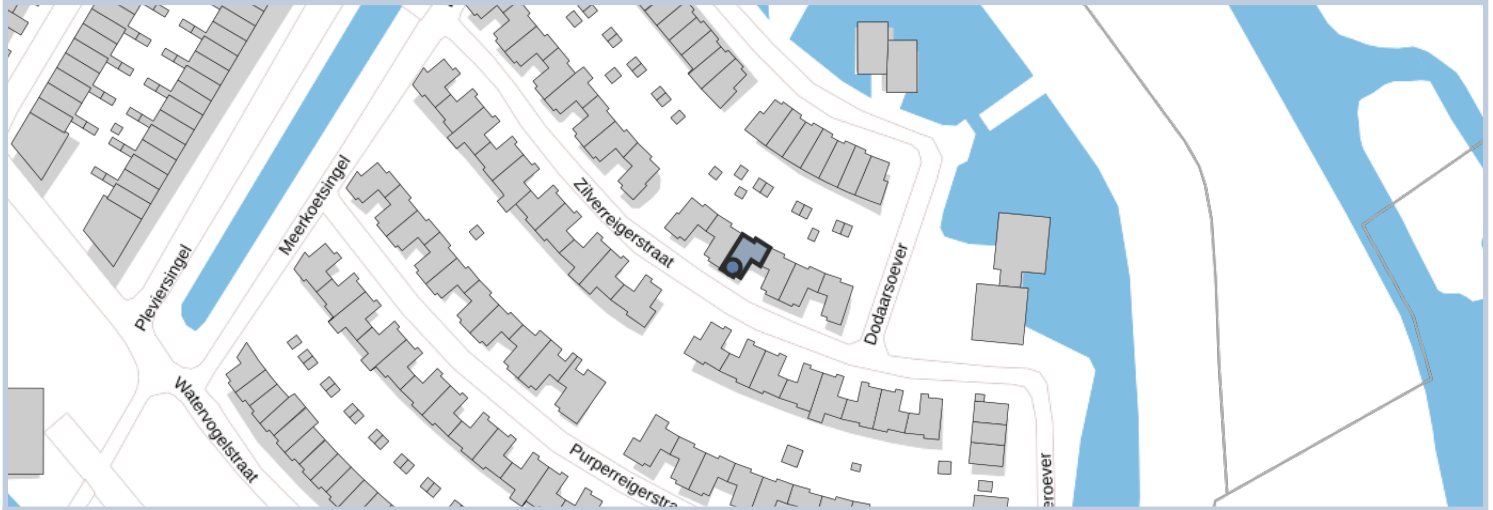 Zilverreigerstraat
Meerkoetsingel
Pleviersingel
Dodaarsoever
Watervogelstraat
Purperreigerstra
eroever